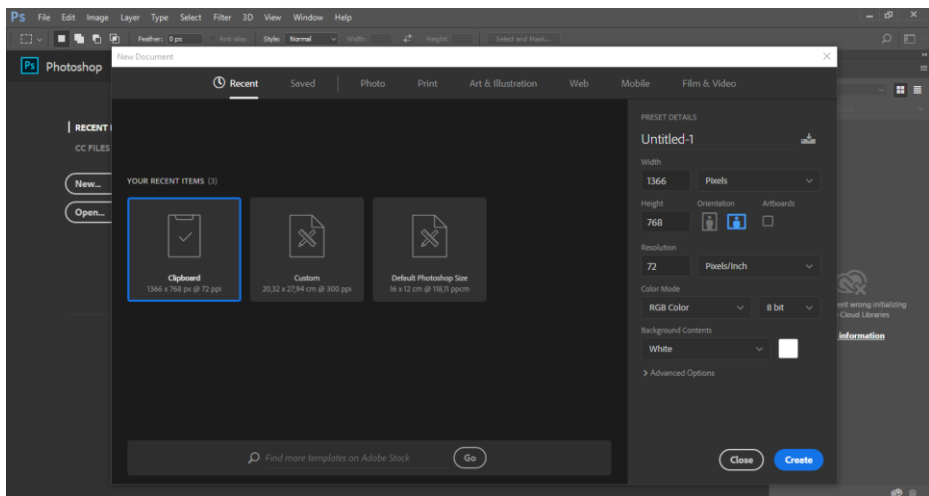 Ps File Edit Image Layer Type Select Filter 3D View Window Help
Feather: 0 px Anti-alias Style: Normal Width: Height: Select and Mask...
Ps Photoshop
New Document
Recent Saved Photo Print Art & Illustration Web Mobile Film & Video
RECENT
CC FILES
New...
Open...
YOUR RECENT ITEMS (3)
Clipboard
1366 x 768 px @ 72 ppi
Custom
20,32 x 27,94 cm @ 300 ppi
Default Photoshop Size
16 x 12 cm @ 118,11 ppcm
Find more templates on Adobe Stock Go
PRESET DETAILS
Untitled-1
Width
1366 Pixels
Height Orientation Artboards
768
Resolution
72 Pixels/Inch
Color Mode
RGB Color 8 bit
Background Contents
White
Advanced Options
Close Create
ent wrong initializing
Cloud Libraries
information